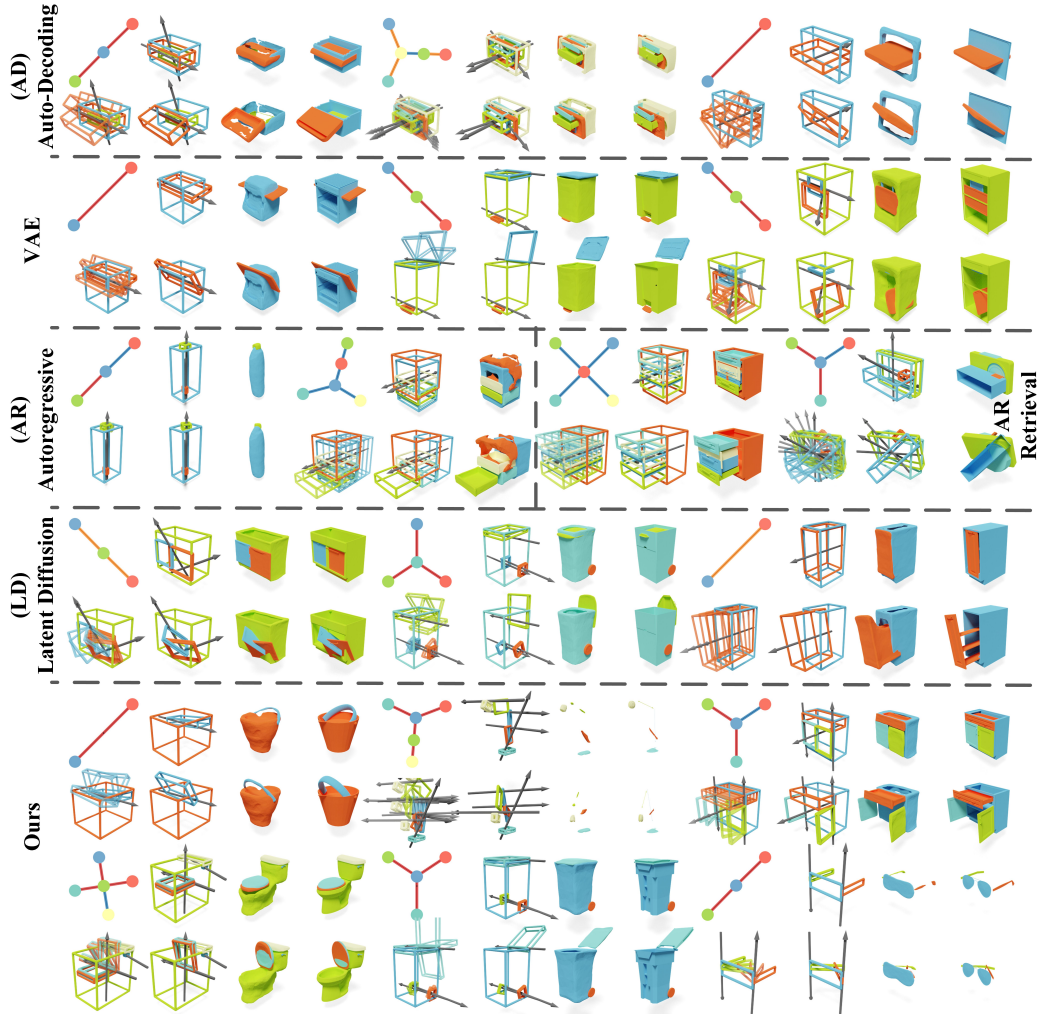 (AD)
Auto-Decoding
VAE
(AR)
Autoregressive
AR
Retrieval
(LD)
Latent Diffusion
Ours